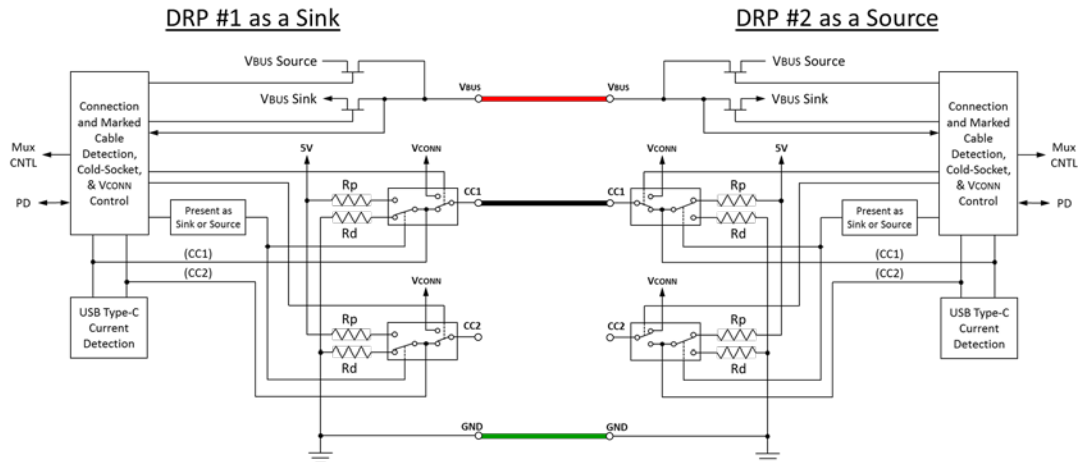 DRP #1 as a Sink
DRP #2 as a Source
VBUS Source
VBUS Sink
Connection
and Marked
Cable
Detection,
Cold-Socket,
& VCONN
Control
Mux
CNTL
PD
Present as
Sink or Source
(CC1)
(CC2)
USB Type-C
Current
Detection
5V
VCONN
Rp
Rd
CC1
VCONN
Rp
Rd
CC2
VBUS
VBUS
GND
GND
VBUS Source
VBUS Sink
VCONN
5V
CC1
Rp
Rd
VCONN
CC2
Rp
Rd
Connection
and Marked
Cable
Detection,
Cold-Socket,
& VCONN
Control
Mux
CNTL
PD
Present as
Sink or Source
(CC1)
(CC2)
USB Type-C
Current
Detection